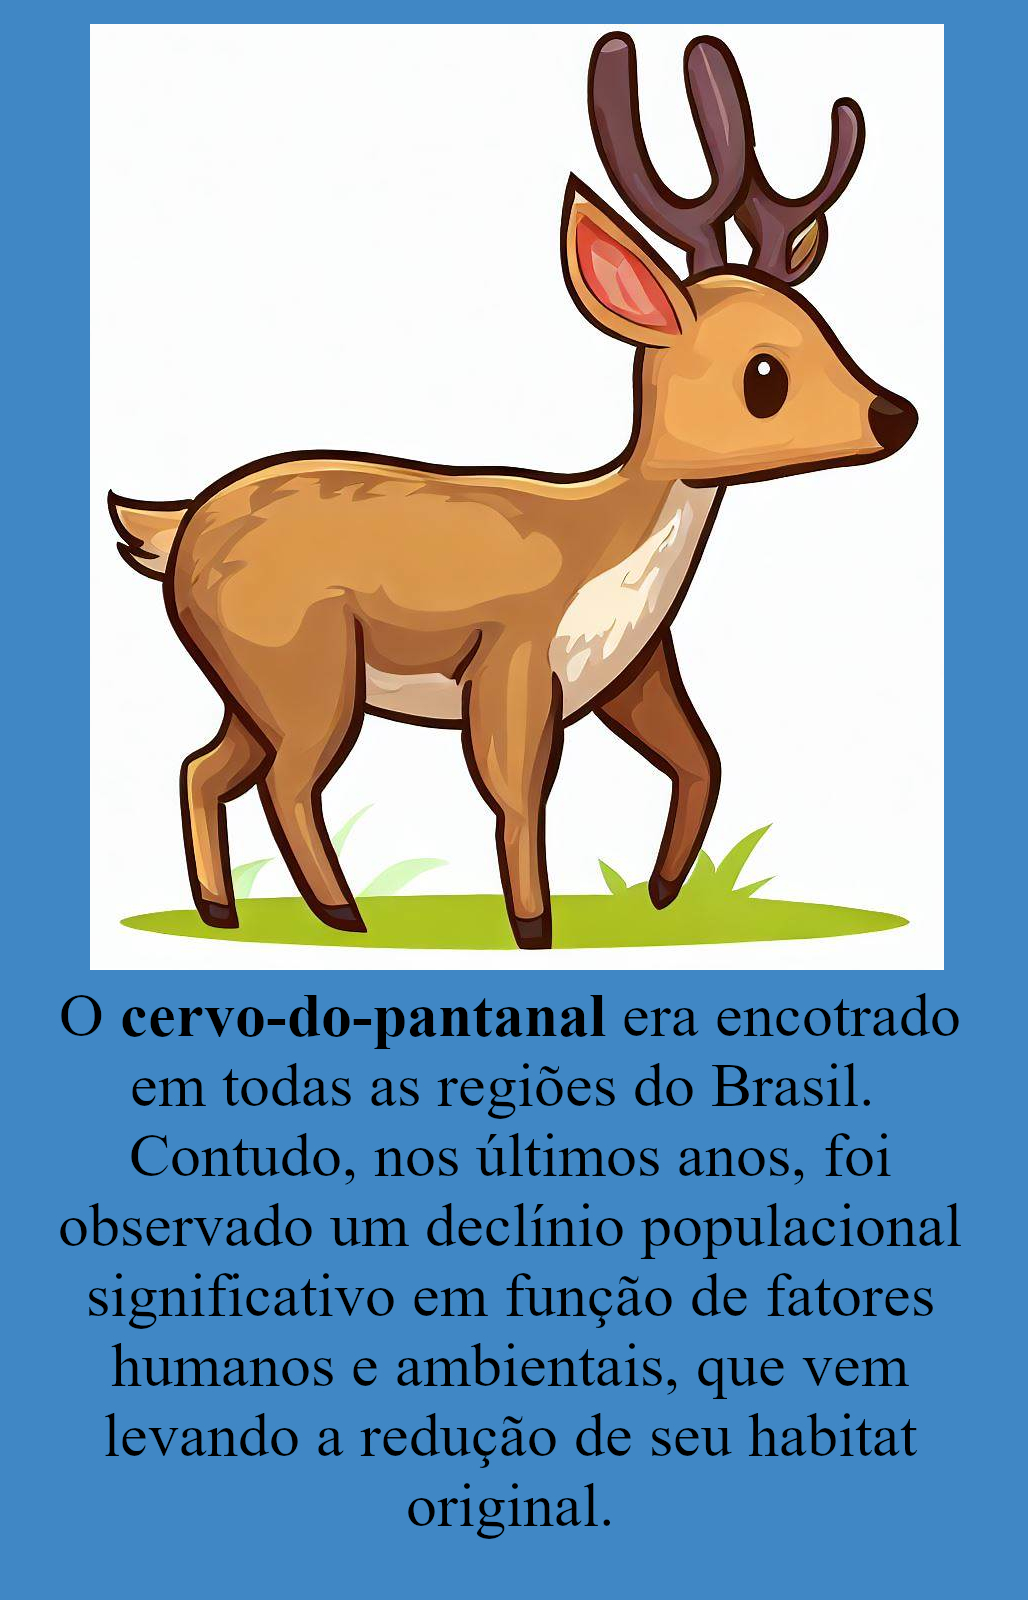 O cervo-do-pantanal era encotrado
em todas as regiões do Brasil.
Contudo, nos últimos anos, foi
observado um declínio populacional
significativo em função de fatores
humanos e ambientais, que vem
levando a redução de seu habitat
original.